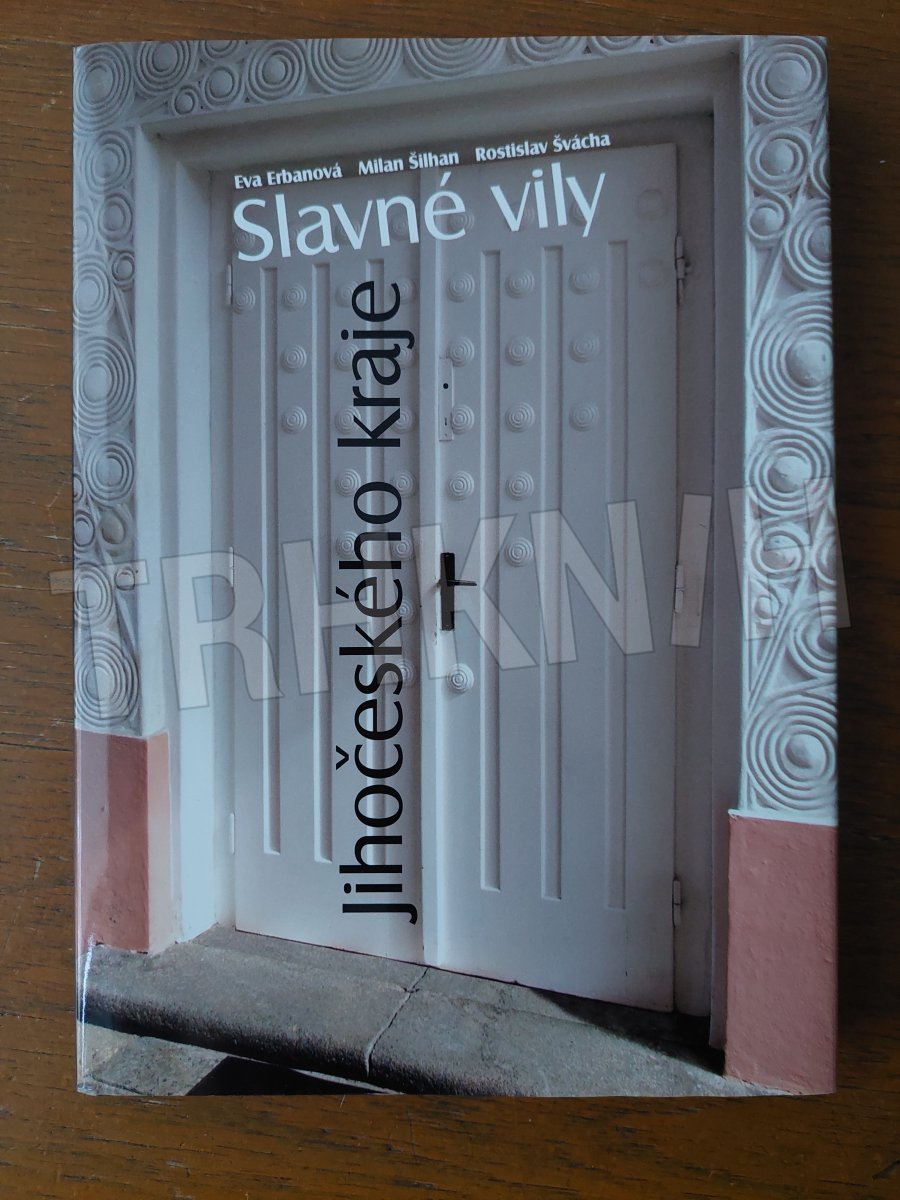 Eva Erbanová Milan Šilhan Rostislav Švácha
Slavné vily
Jihočeského kraje
TRHKNIH